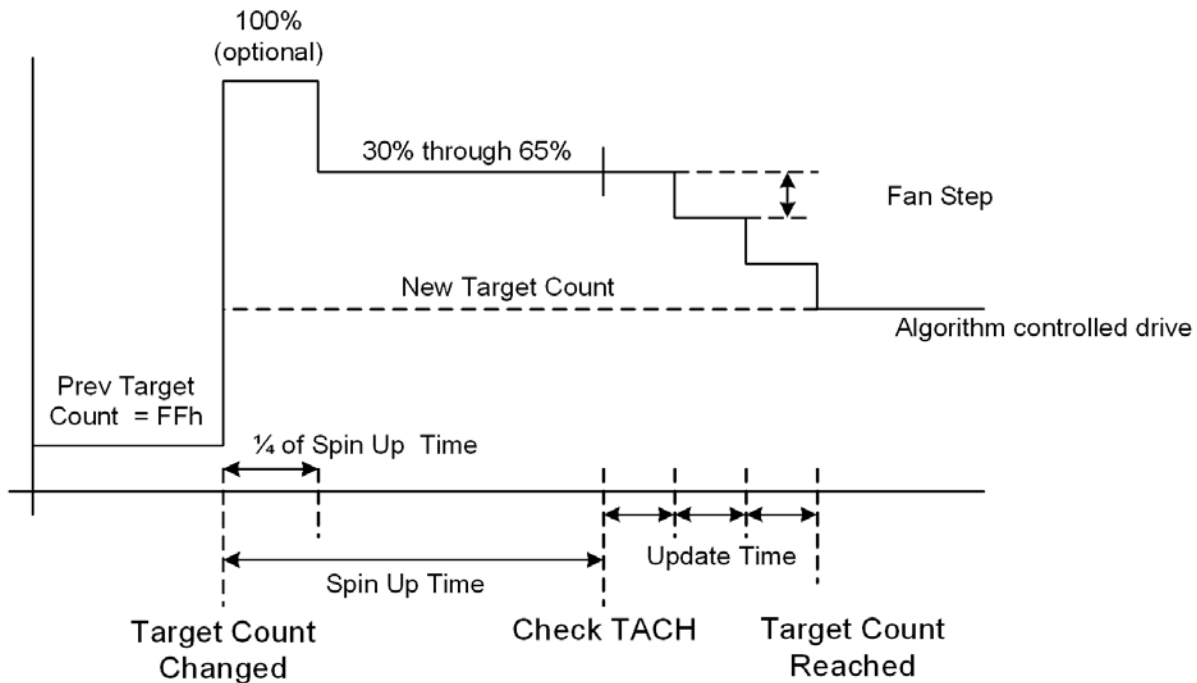 100%
(optional)
30% through 65%
Fan Step
New Target Count
Algorithm controlled drive
Prev Target
Count = FFh
¼ of Spin Up Time
Update Time
Spin Up Time
Target Count
Changed
Check TACH
Target Count
Reached